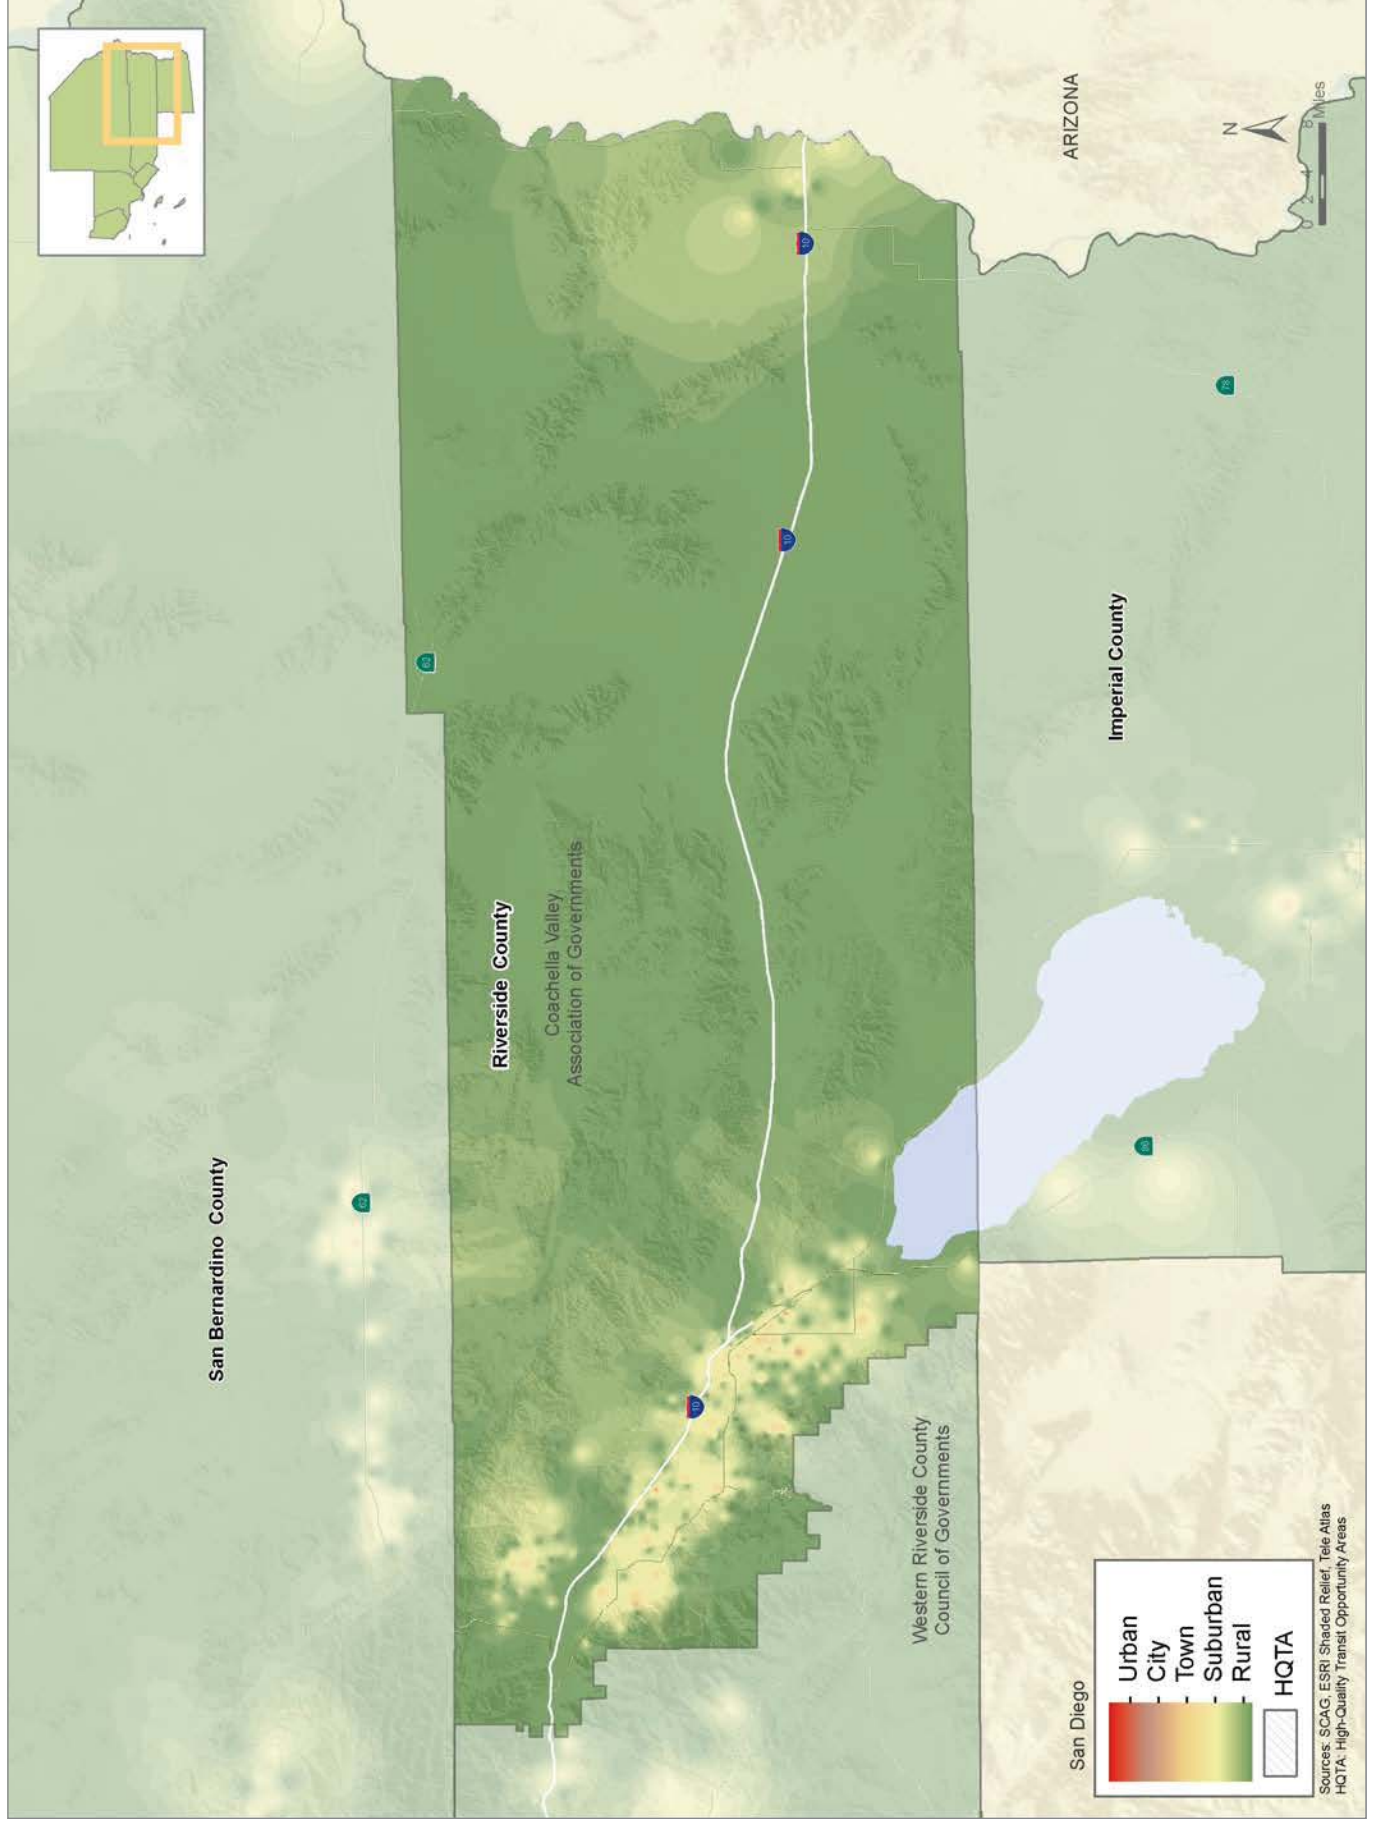 San Bernardino County
62
62
Riverside County
Coachella Valley
Association of Governments
10
10
10
ARIZONA
N
0 2 4 8
Miles
78
Imperial County
Western Riverside County
Council of Governments
San Diego
Urban
City
Town
Suburban
Rural
HQTA
Sources: SCAG, ESRI Shaded Relief, Tele Atlas
HQTA: High-Quality Transit Opportunity Areas